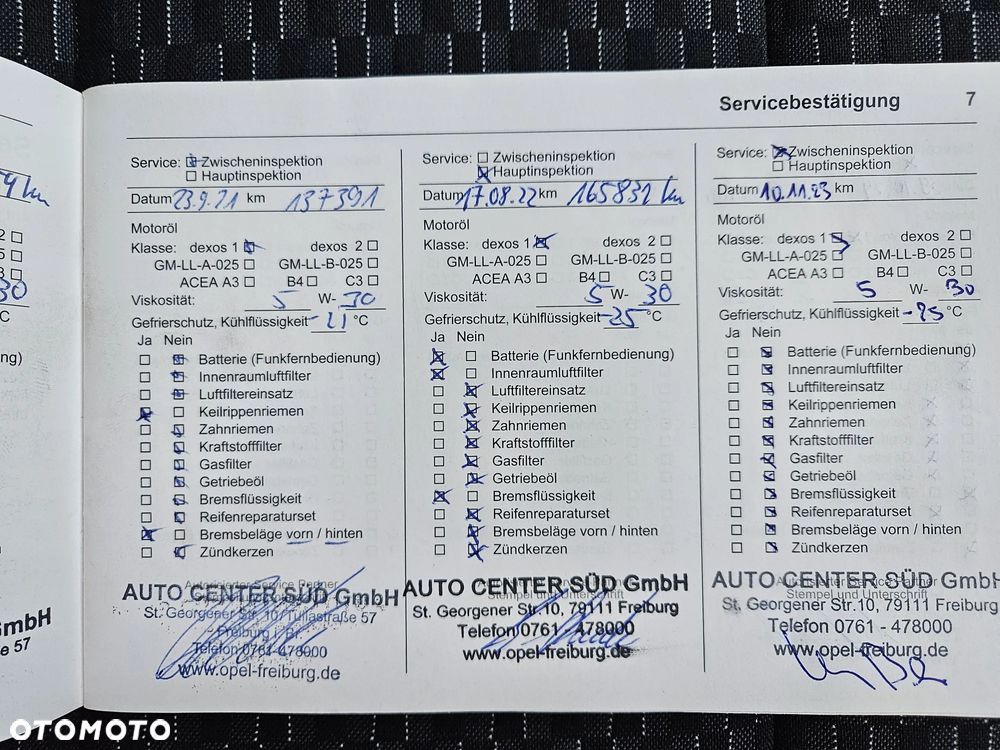 Servicebestätigung 7
Service: Zwischeninspektion
Hauptinspektion
Datum 23.9.21 km 137391
Motoröl
Klasse: dexos 1 dexos 2
GM-LL-A-025 GM-LL-B-025
ACEA A3 B4 C3
Viskosität: 5 W- 30
Gefrierschutz, Kühlflüssigkeit -21 °C
Ja Nein
Batterie (Funkfernbedienung)
Innenraumluftfilter
Luftfiltereinsatz
Keilrippenriemen
Zahnriemen
Kraftstofffilter
Gasfilter
Getriebeöl
Bremsflüssigkeit
Reifenreparaturset
Bremsbeläge vorn / hinten
Zündkerzen
Autorisierter Service Partner
AUTO CENTER SÜD GmbH
St. Georgener Str. 10/Tullastraße 57
Freiburg i. Br.
Telefon 0761 - 478000
www.opel-freiburg.de
Service: Zwischeninspektion
Hauptinspektion
Datum 17.08.22 km 165831 km
Motoröl
Klasse: dexos 1 dexos 2
GM-LL-A-025 GM-LL-B-025
ACEA A3 B4 C3
Viskosität: 5 W- 30
Gefrierschutz, Kühlflüssigkeit -25 °C
Ja Nein
Batterie (Funkfernbedienung)
Innenraumluftfilter
Luftfiltereinsatz
Keilrippenriemen
Zahnriemen
Kraftstofffilter
Gasfilter
Getriebeöl
Bremsflüssigkeit
Reifenreparaturset
Bremsbeläge vorn / hinten
Zündkerzen
AUTO CENTER SÜD GmbH
Stempel und Unterschrift
St. Georgener Str. 10, 79111 Freiburg
Telefon 0761 - 478000
www.opel-freiburg.de
Service: Zwischeninspektion
Hauptinspektion
Datum 10.11.23 km
Motoröl
Klasse: dexos 1 dexos 2
GM-LL-A-025 GM-LL-B-025
ACEA A3 B4 C3
Viskosität: 5 W- 30
Gefrierschutz, Kühlflüssigkeit -25 °C
Ja Nein
Batterie (Funkfernbedienung)
Innenraumluftfilter
Luftfiltereinsatz
Keilrippenriemen
Zahnriemen
Kraftstofffilter
Gasfilter
Getriebeöl
Bremsflüssigkeit
Reifenreparaturset
Bremsbeläge vorn / hinten
Zündkerzen
AUTO CENTER SÜD GmbH
Autorisierter Service Partner
Stempel und Unterschrift
St. Georgener Str. 10, 79111 Freiburg
Telefon 0761 - 478000
www.opel-freiburg.de
OTOMOTO